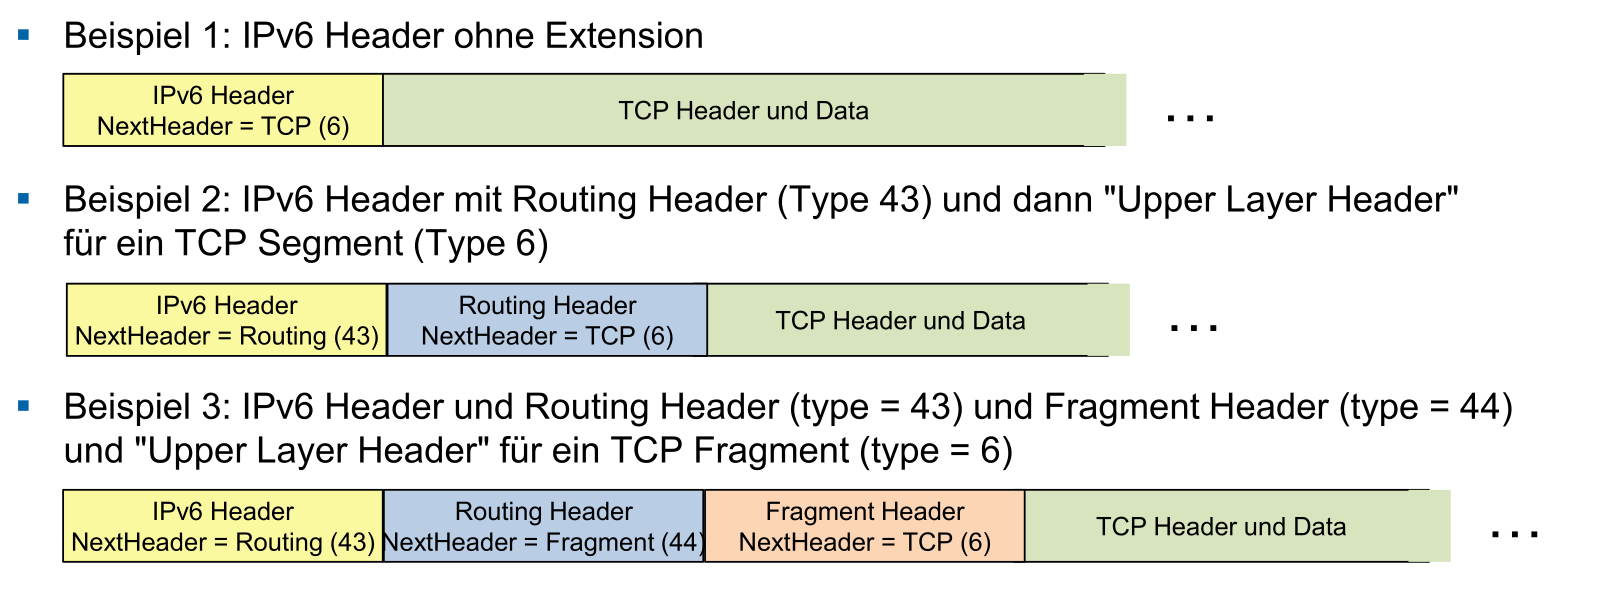 Beispiel 1: IPv6 Header ohne Extension
IPv6 Header
NextHeader = TCP (6)
TCP Header und Data
...
Beispiel 2: IPv6 Header mit Routing Header (Type 43) und dann "Upper Layer Header"
für ein TCP Segment (Type 6)
IPv6 Header
NextHeader = Routing (43)
Routing Header
NextHeader = TCP (6)
TCP Header und Data
...
Beispiel 3: IPv6 Header und Routing Header (type = 43) und Fragment Header (type = 44)
und "Upper Layer Header" für ein TCP Fragment (type = 6)
IPv6 Header
NextHeader = Routing (43)
Routing Header
NextHeader = Fragment (44)
Fragment Header
NextHeader = TCP (6)
TCP Header und Data
...